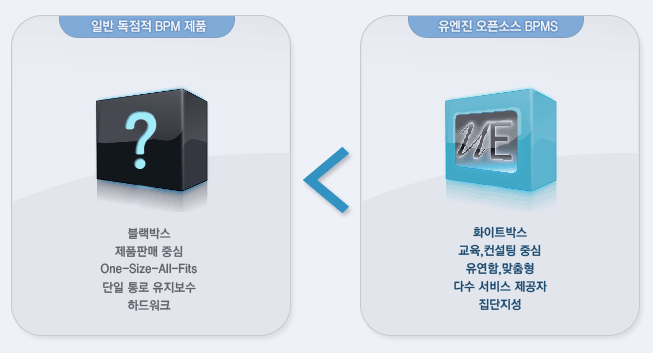 일반 독점적 BPM 제품
?
블랙박스
제품판매 중심
One-Size-All-Fits
단일 통로 유지보수
하드워크
유엔진 오픈소스 BPMS
uE
화이트박스
교육,컨설팅 중심
유연함,맞춤형
다수 서비스 제공자
집단지성